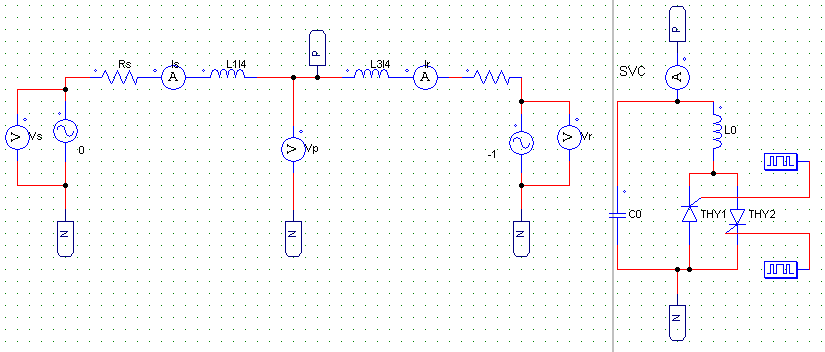 P
P
SVC
A
Rs
Is
A
L1l4
L3l4
Ir
A
V
Vs
0
V
Vp
-1
V
Vr
L0
C0
THY1
THY2
N
N
N
N